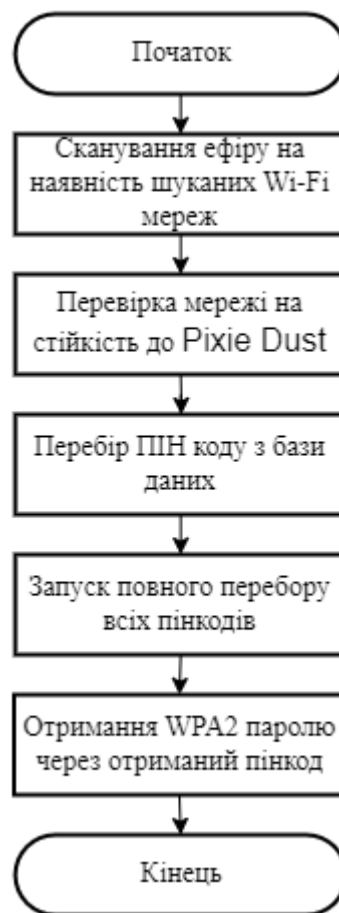 Початок
Сканування ефіру на
наявність шуканих Wi-Fi
мереж
Перевірка мережі на
стійкість до Pixie Dust
Перебір ПІН коду з бази
даних
Запуск повного перебору
всіх пінкодів
Отримання WPA2 паролю
через отриманий пінкод
Кінець